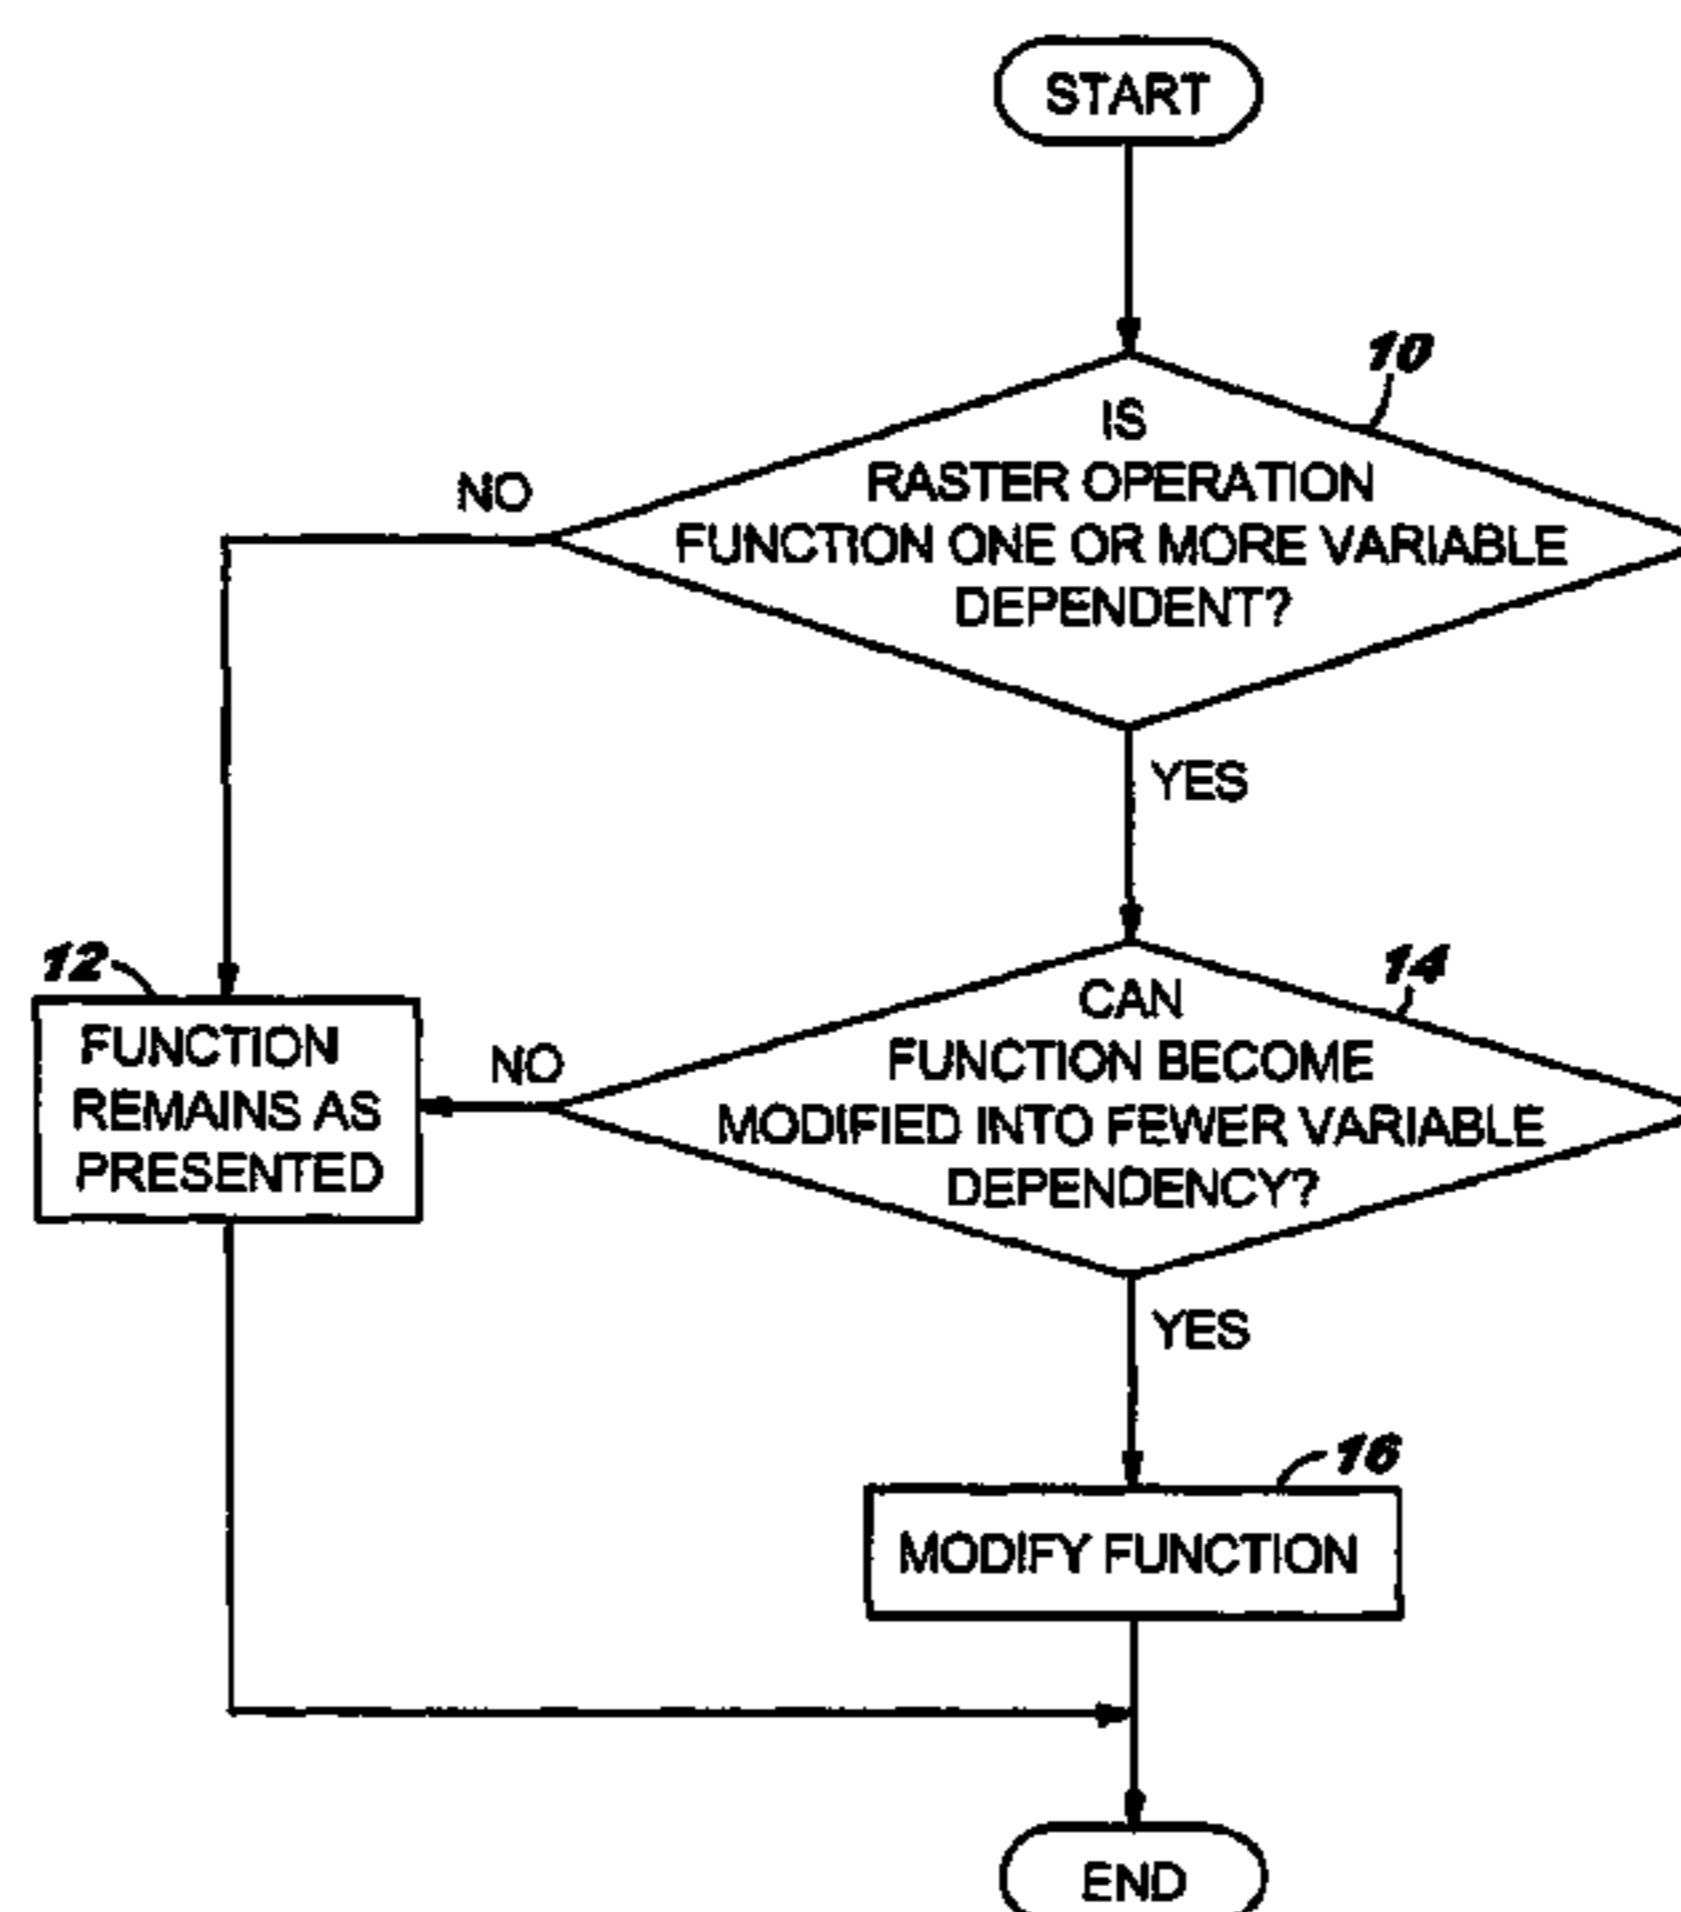 START
10
IS
RASTER OPERATION
FUNCTION ONE OR MORE VARIABLE
DEPENDENT?
NO
YES
12
FUNCTION
REMAINS AS
PRESENTED
NO
14
CAN
FUNCTION BECOME
MODIFIED INTO FEWER VARIABLE
DEPENDENCY?
YES
16
MODIFY FUNCTION
END